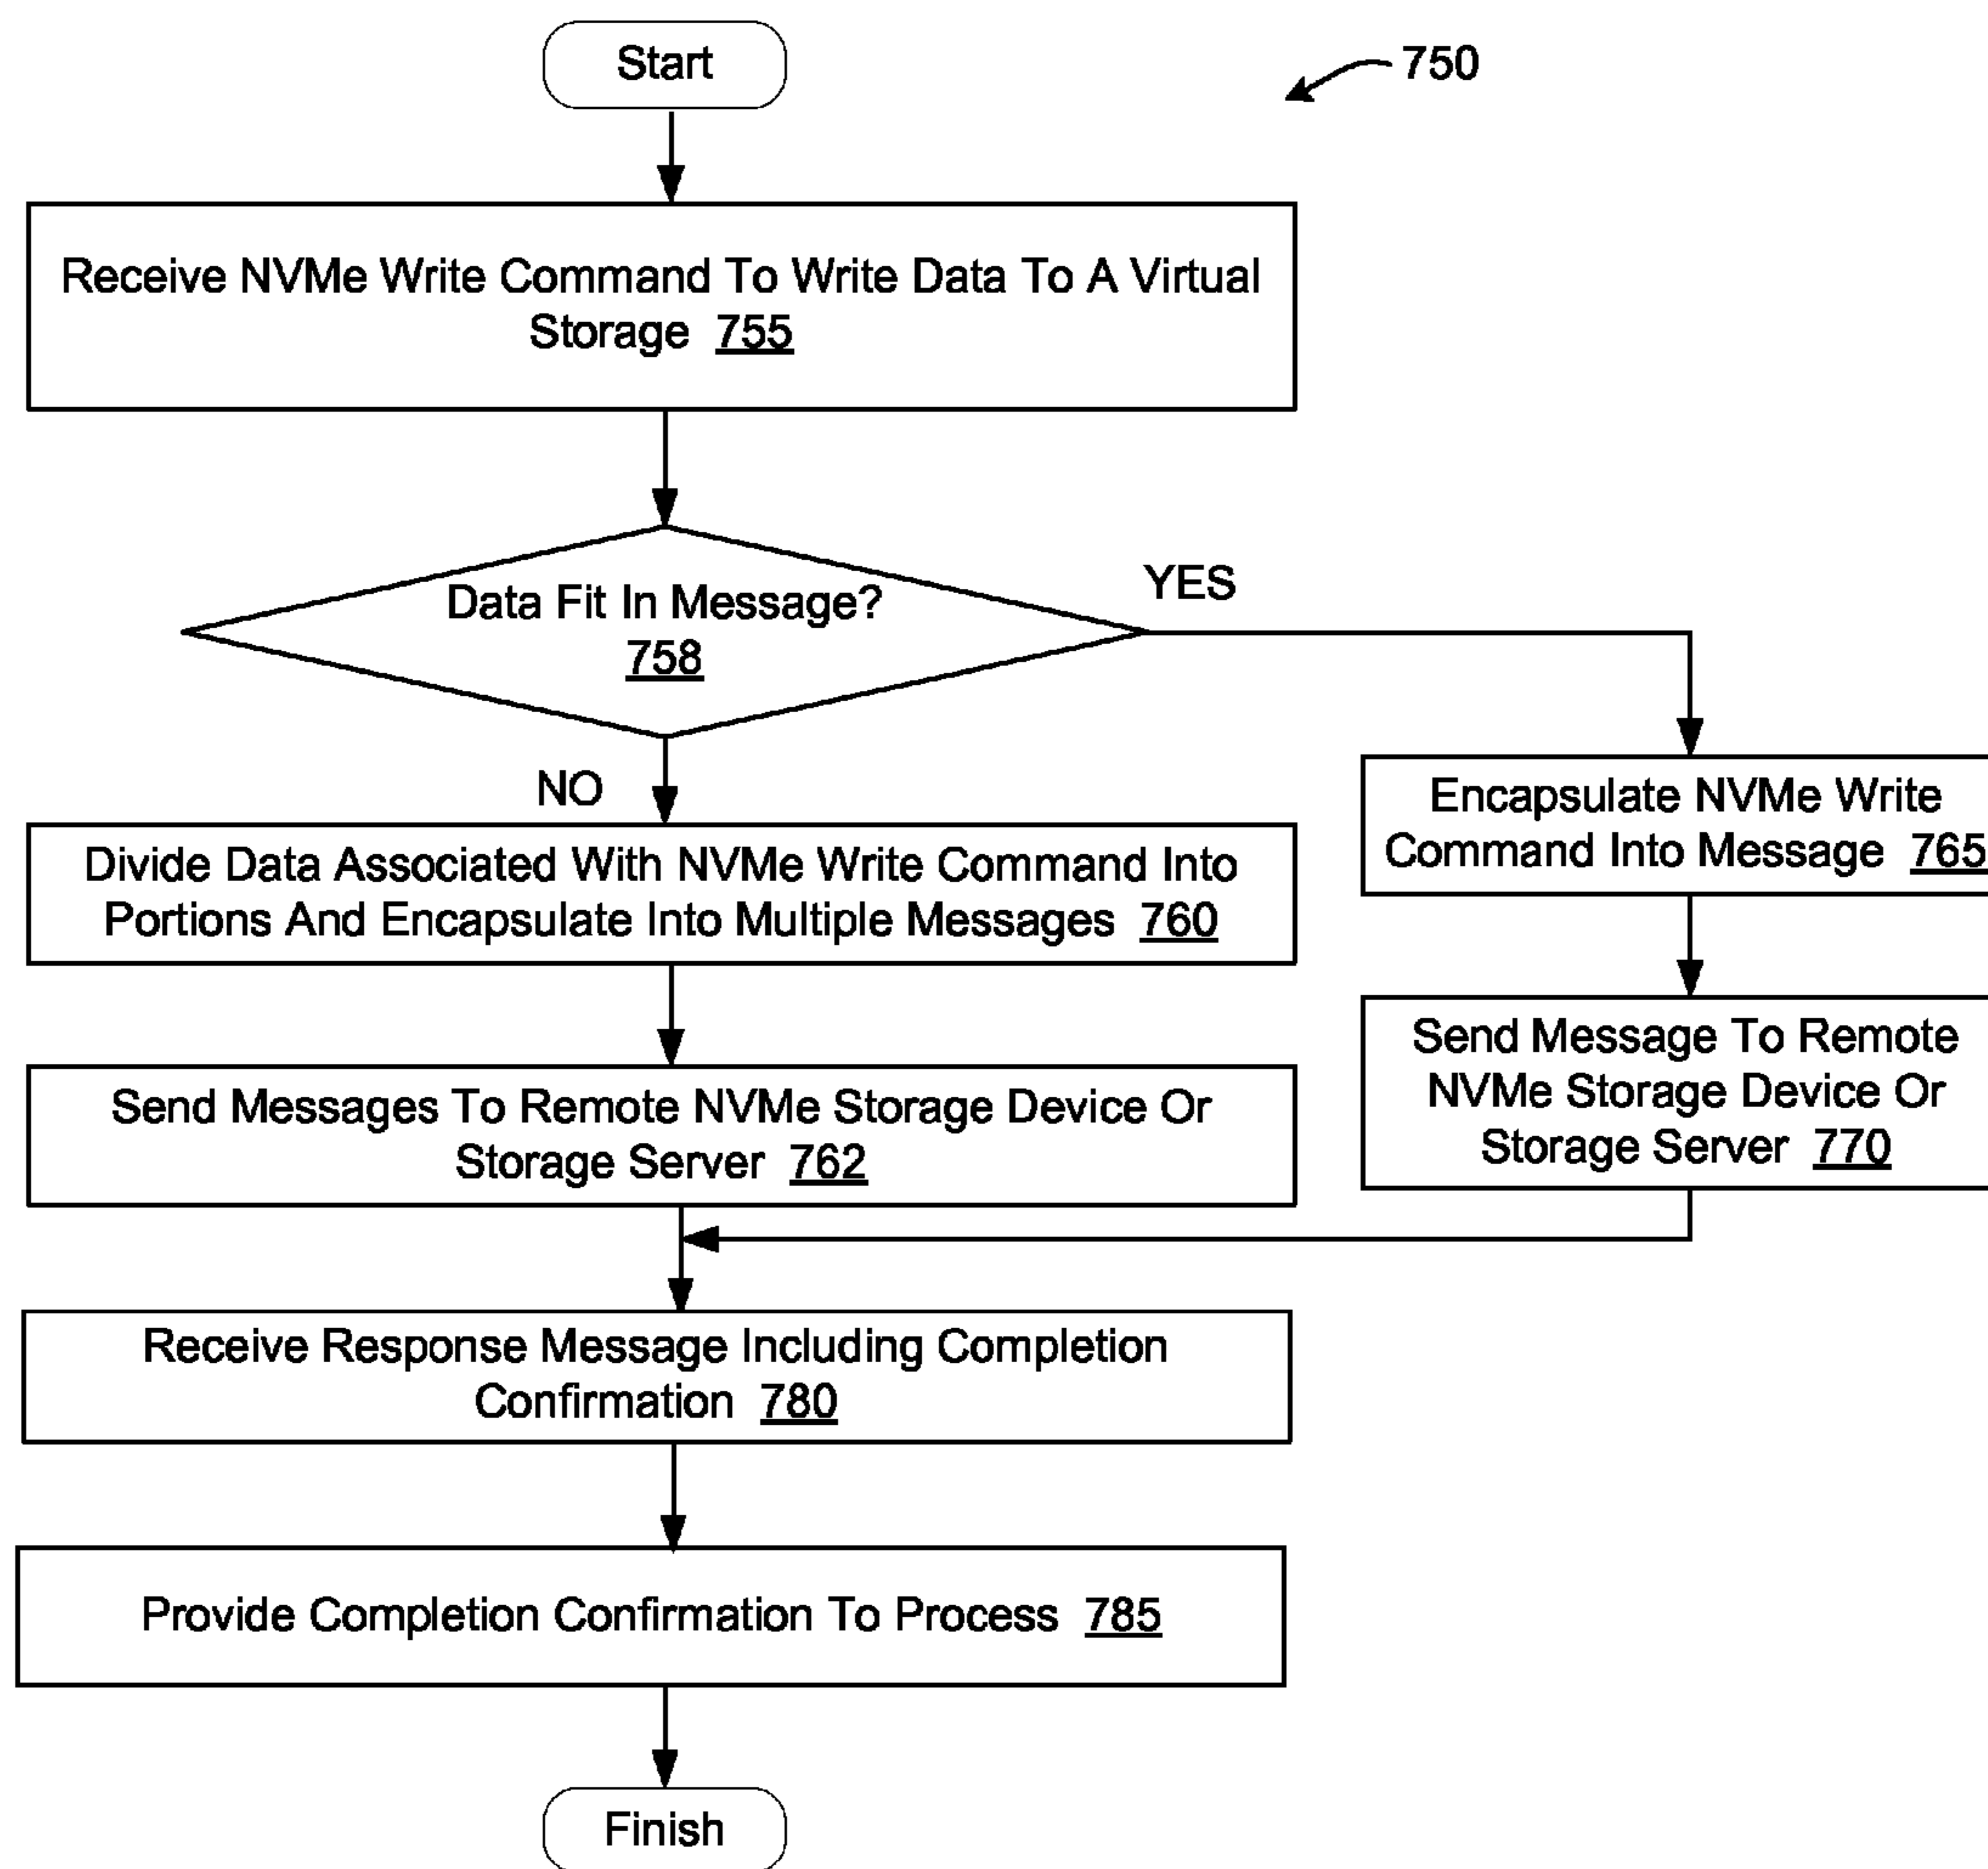 Start
750
Receive NVMe Write Command To Write Data To A Virtual
Storage 755
Data Fit In Message?
758
YES
NO
Encapsulate NVMe Write
Command Into Message 765
Divide Data Associated With NVMe Write Command Into
Portions And Encapsulate Into Multiple Messages 760
Send Message To Remote
NVMe Storage Device Or
Storage Server 770
Send Messages To Remote NVMe Storage Device Or
Storage Server 762
Receive Response Message Including Completion
Confirmation 780
Provide Completion Confirmation To Process 785
Finish